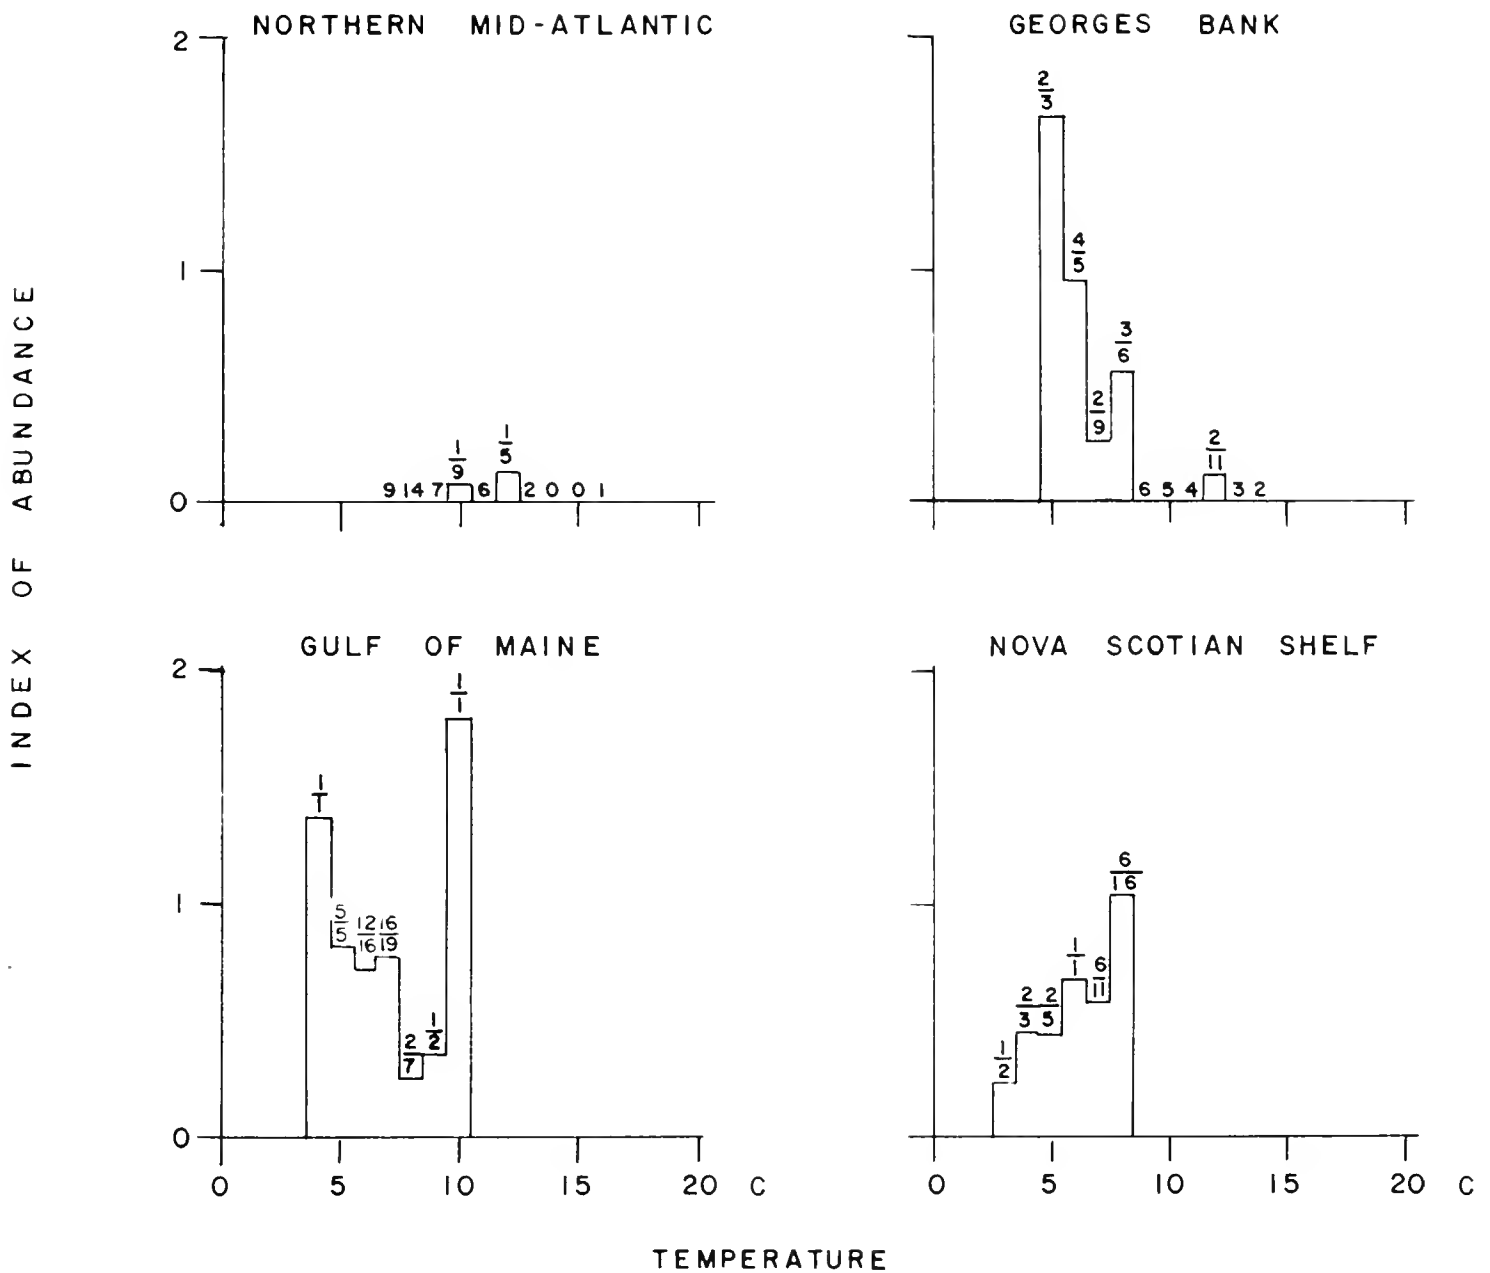 NORTHERN MID-ATLANTIC
2
1
0
1/9
1/5
9 14 7 6 2 0 0 1
GEORGES BANK
2/3
4/5
2/9
3/6
2/11
6 5 4 3 2
INDEX OF ABUNDANCE
GULF OF MAINE
2
1
0
1/1
5/5
12/16
16/19
2/7
1/2
1/1
0 5 10 15 20 C
NOVA SCOTIAN SHELF
1/2
2/3
2/5
1/1
6/11
6/16
0 5 10 15 20 C
TEMPERATURE